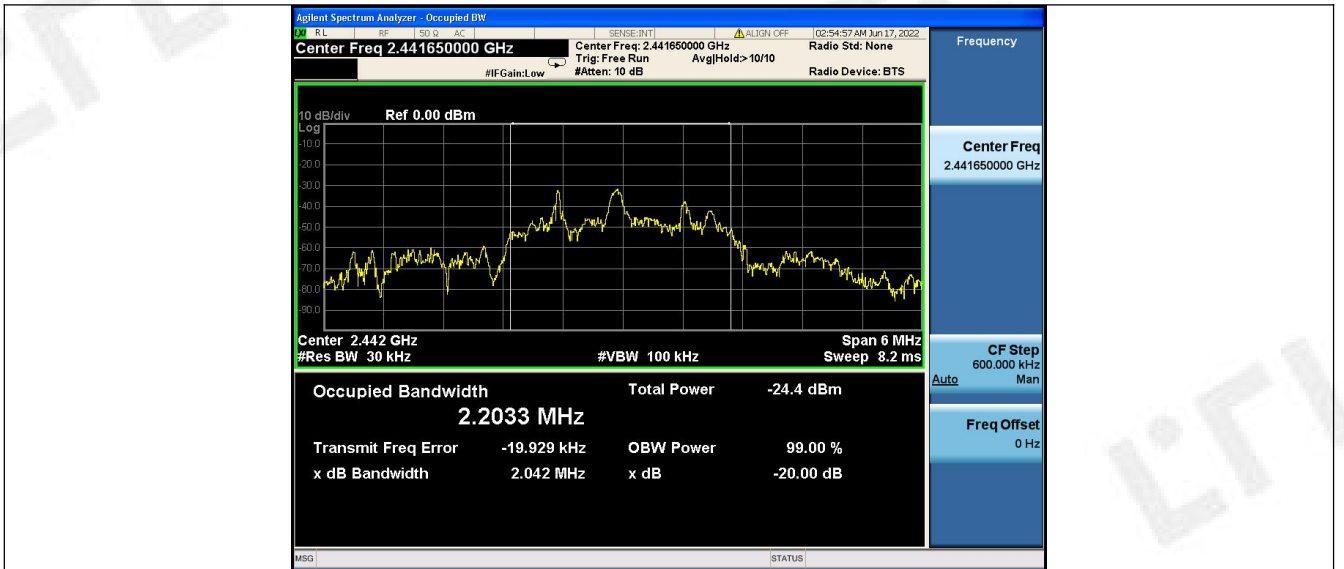 Agilent Spectrum Analyzer - Occupied BW
LXI RL RF 50 Ω AC SENSE:INT ALIGN OFF 02:54:57 AM Jun 17, 2022
Center Freq 2.441650000 GHz
Center Freq: 2.441650000 GHz
Radio Std: None
Trig: Free Run Avg|Hold:>10/10
#IFGain:Low
#Atten: 10 dB
Radio Device: BTS
Frequency
10 dB/div Ref 0.00 dBm
Log
-10.0
-20.0
-30.0
-40.0
-50.0
-60.0
-70.0
-80.0
-90.0
Center 2.442 GHz
Span 6 MHz
#Res BW 30 kHz
#VBW 100 kHz
Sweep 8.2 ms
Center Freq
2.441650000 GHz
CF Step
600.000 kHz
Auto Man
Freq Offset
0 Hz
Occupied Bandwidth
2.2033 MHz
Total Power -24.4 dBm
Transmit Freq Error -19.929 kHz
OBW Power 99.00 %
x dB Bandwidth 2.042 MHz
x dB -20.00 dB
MSG
STATUS